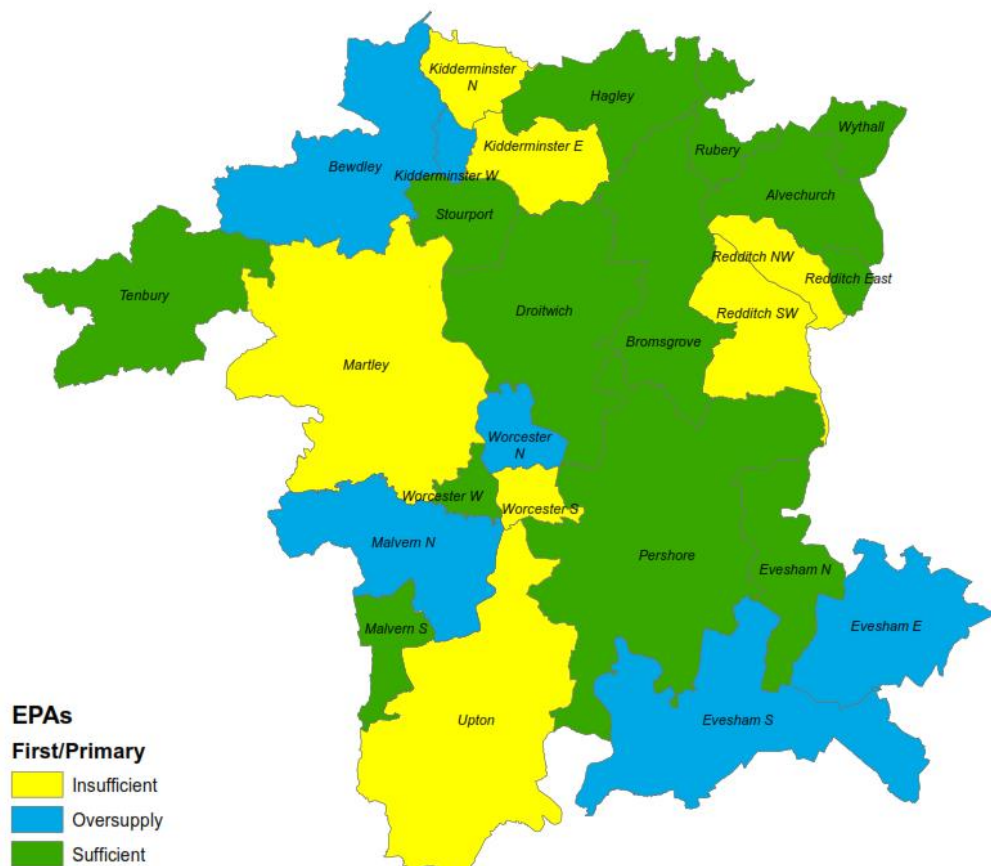 Kidderminster
N
Hagley
Wythall
Kidderminster E
Rubery
Bewdley
Kidderminster W
Alvechurch
Stourport
Redditch NW
Redditch East
Tenbury
Droitwich
Redditch SW
Bromsgrove
Martley
Worcester
N
Worcester W
Worcester S
Malvern N
Pershore
Evesham N
Malvern S
Evesham E
Upton
Evesham S
EPAs
First/Primary
Insufficient
Oversupply
Sufficient